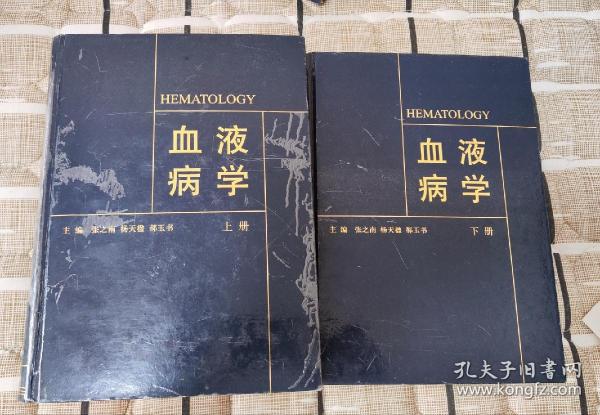 HEMATOLOGY
血液
病学
主编 张之南 杨天楹 郝玉书 上册
HEMATOLOGY
血液
病学
主编 张之南 杨天楹 郝玉书 下册
孔夫子旧书网
www.kongfz.com